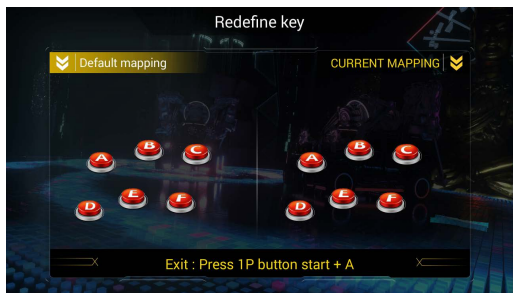 Redefine key
Default mapping
CURRENT MAPPING
A B C
D E F
A B C
D E F
Exit : Press 1P button start + A